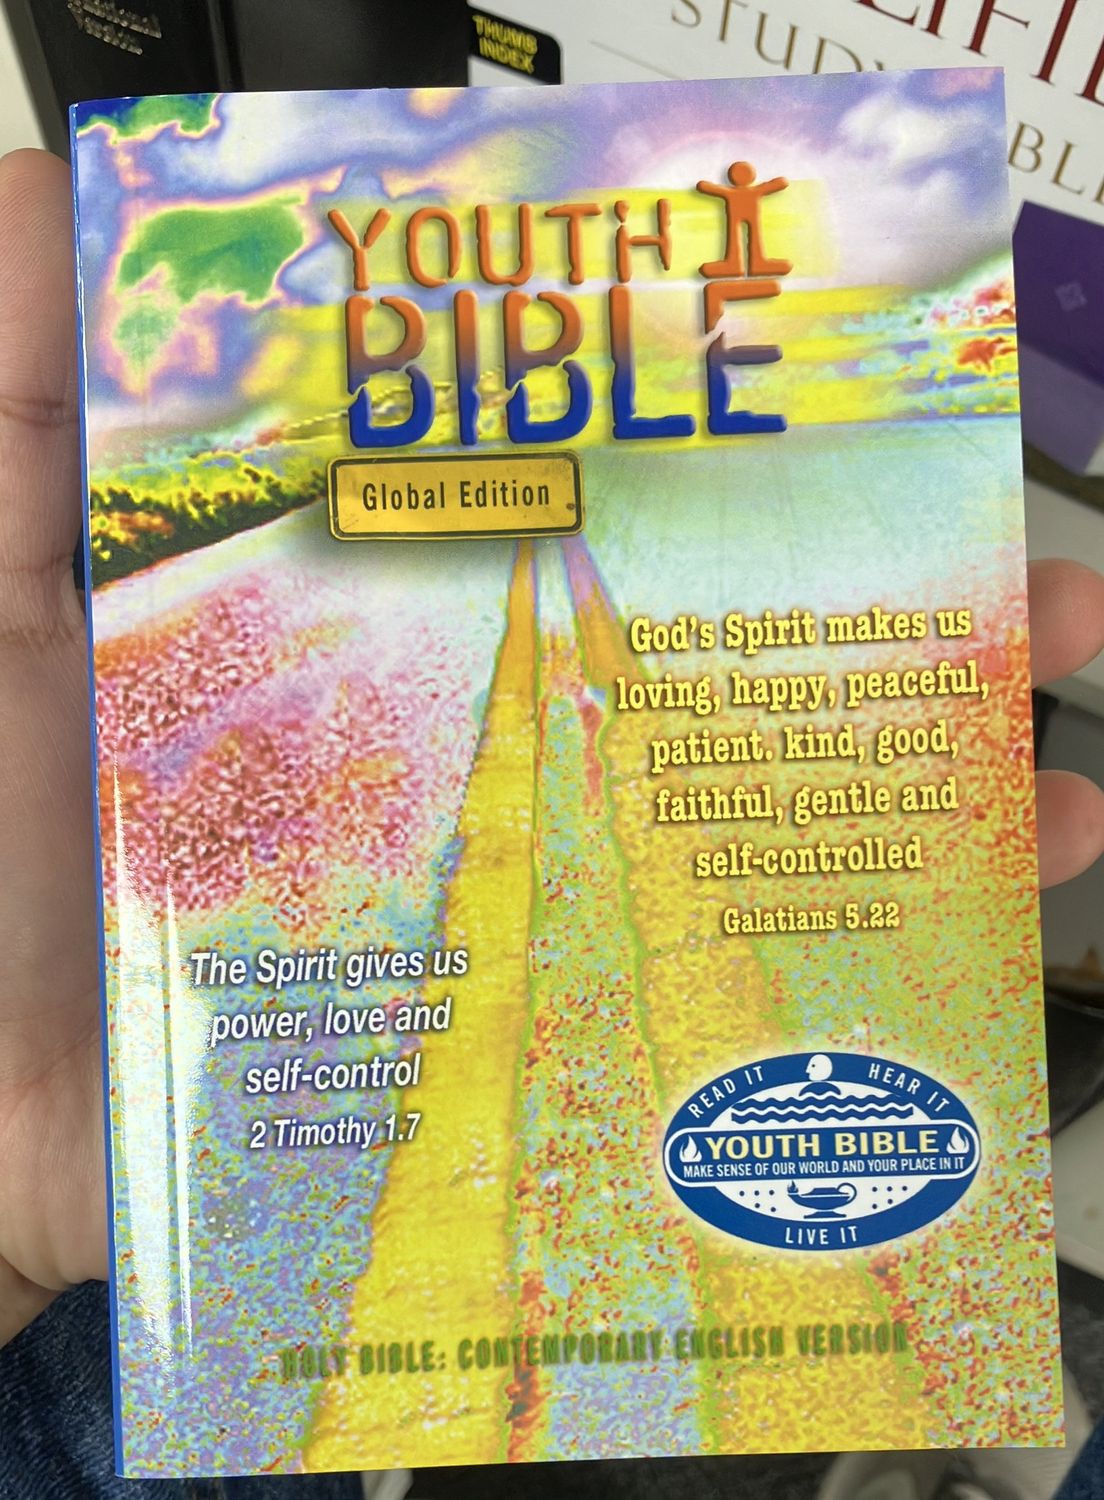 THUMB
INDEX
STUDY
YOUTH
BIBLE
Global Edition
God's Spirit makes us
loving, happy, peaceful,
patient. kind, good,
faithful, gentle and
self-controlled
Galatians 5.22
The Spirit gives us
power, love and
self-control
2 Timothy 1.7
READ IT HEAR IT
YOUTH BIBLE
MAKE SENSE OF OUR WORLD AND YOUR PLACE IN IT
LIVE IT
HOLY BIBLE: CONTEMPORARY ENGLISH VERSION